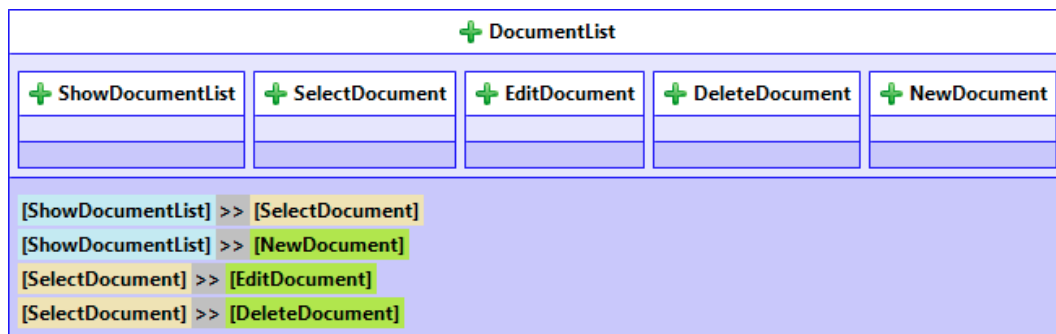 DocumentList
ShowDocumentList SelectDocument EditDocument DeleteDocument NewDocument
[ShowDocumentList] >> [SelectDocument]
[ShowDocumentList] >> [NewDocument]
[SelectDocument] >> [EditDocument]
[SelectDocument] >> [DeleteDocument]